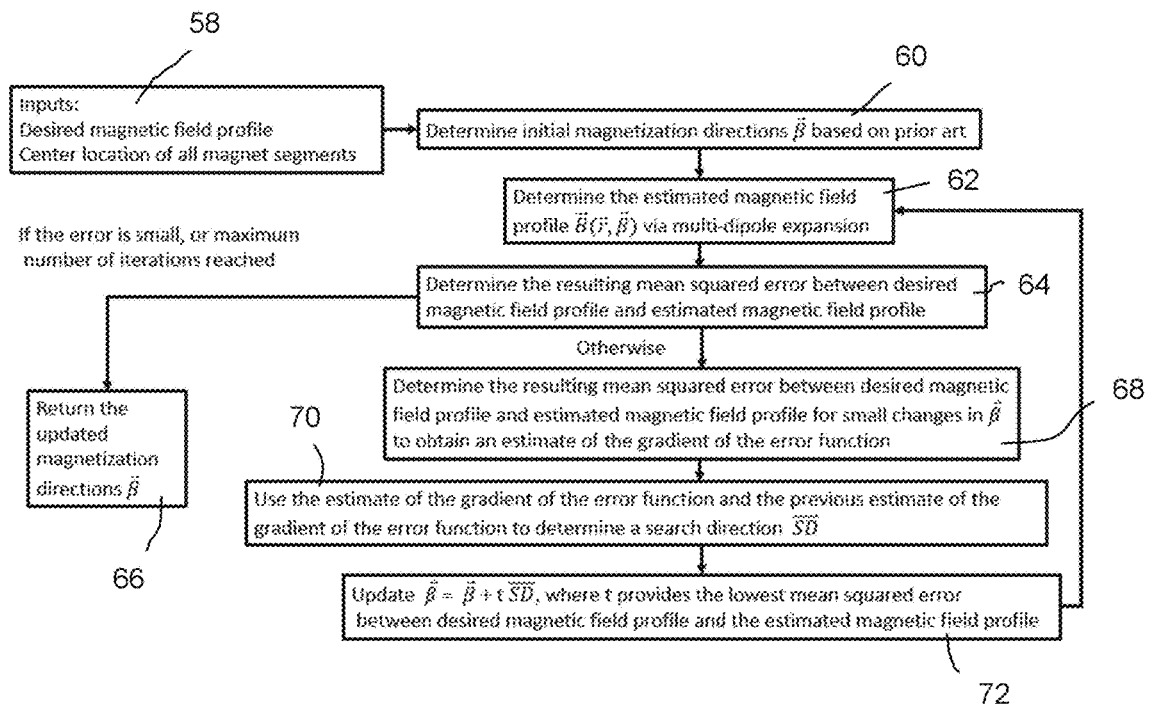 58
Inputs:
Desired magnetic field profile
Center location of all magnet segments
60
Determine initial magnetization directions β⃗ based on prior art
62
Determine the estimated magnetic field
profile B⃗(r⃗, β⃗) via multi-dipole expansion
If the error is small, or maximum
number of iterations reached
64
Determine the resulting mean squared error between desired
magnetic field profile and estimated magnetic field profile
Otherwise
68
Determine the resulting mean squared error between desired magnetic
field profile and estimated magnetic field profile for small changes in β⃗
to obtain an estimate of the gradient of the error function
Return the
updated
magnetization
directions β⃗
66
70
Use the estimate of the gradient of the error function and the previous estimate of the
gradient of the error function to determine a search direction S⃗D⃗
Update β⃗ = β⃗ + t S⃗D⃗, where t provides the lowest mean squared error
between desired magnetic field profile and the estimated magnetic field profile
72